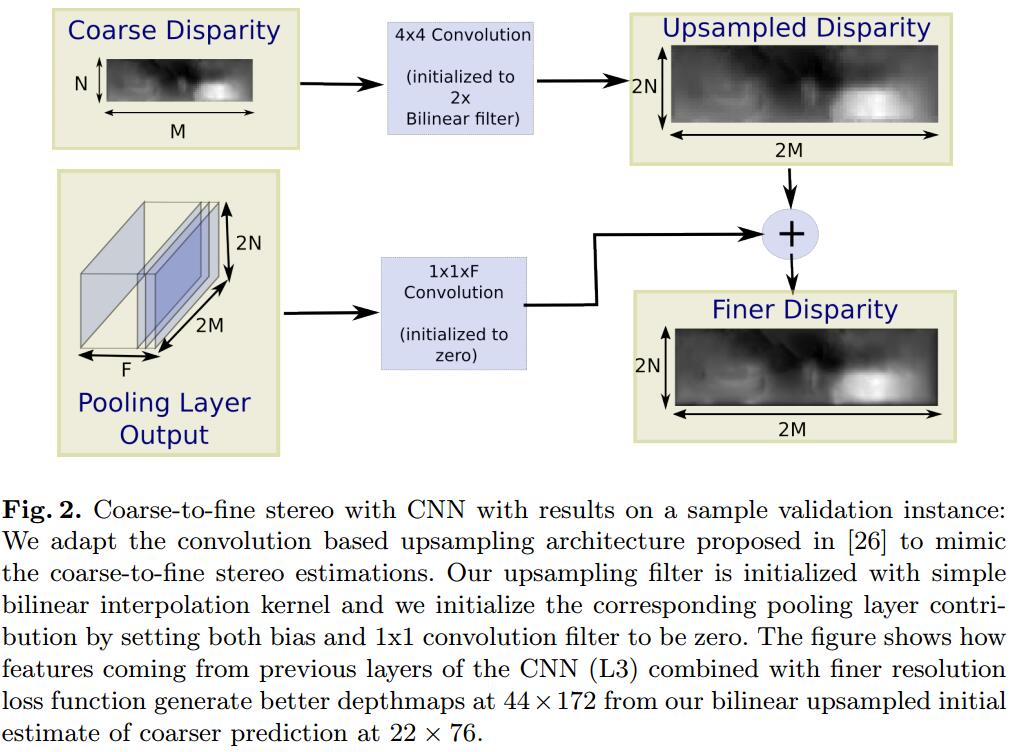 Coarse Disparity
N
M
4x4 Convolution
(initialized to
2x
Bilinear filter)
Upsampled Disparity
2N
2M
2N
2M
F
Pooling Layer
Output
1x1xF
Convolution
(initialized to
zero)
+
Finer Disparity
2N
2M
Fig. 2. Coarse-to-fine stereo with CNN with results on a sample validation instance:
We adapt the convolution based upsampling architecture proposed in [26] to mimic
the coarse-to-fine stereo estimations. Our upsampling filter is initialized with simple
bilinear interpolation kernel and we initialize the corresponding pooling layer contri-
bution by setting both bias and 1x1 convolution filter to be zero. The figure shows how
features coming from previous layers of the CNN (L3) combined with finer resolution
loss function generate better depthmaps at 44 × 172 from our bilinear upsampled initial
estimate of coarser prediction at 22 × 76.